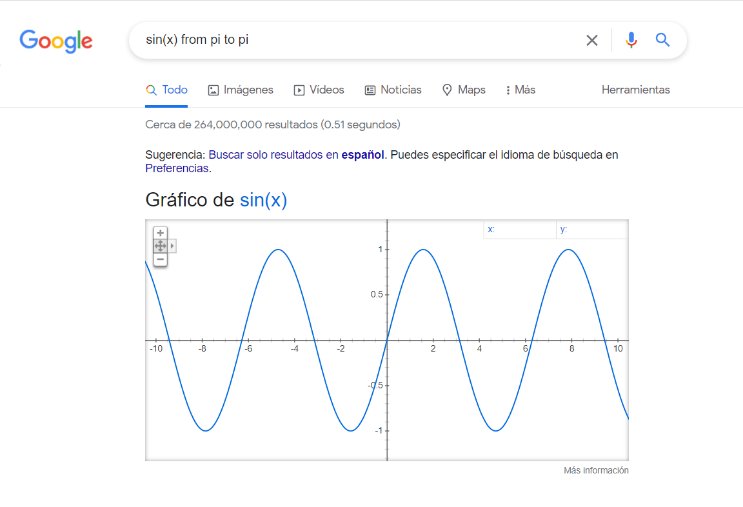 Google
sin(x) from pi to pi
Todo Imágenes Vídeos Noticias Maps Más Herramientas
Cerca de 264,000,000 resultados (0.51 segundos)
Sugerencia: Buscar solo resultados en español. Puedes especificar el idioma de búsqueda en
Preferencias.
Gráfico de sin(x)
x: y:
1
0.5
-10 -8 -6 -4 -2 2 4 6 8 10
-0.5
-1
Más información